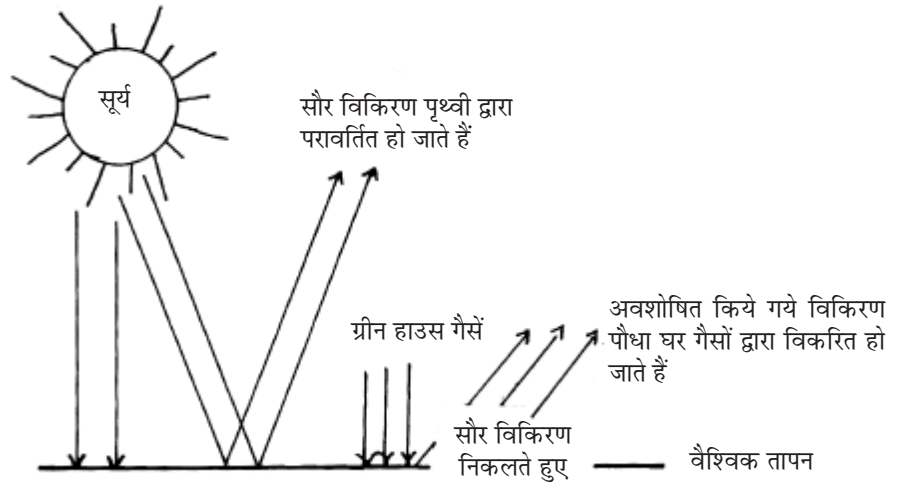 सूर्य
सौर विकिरण पृथ्वी द्वारा
परावर्तित हो जाते हैं
ग्रीन हाउस गैसें
अवशोषित किये गये विकिरण
पौधा घर गैसों द्वारा विकरित हो
जाते हैं
सौर विकिरण
निकलते हुए
वैश्विक तापन